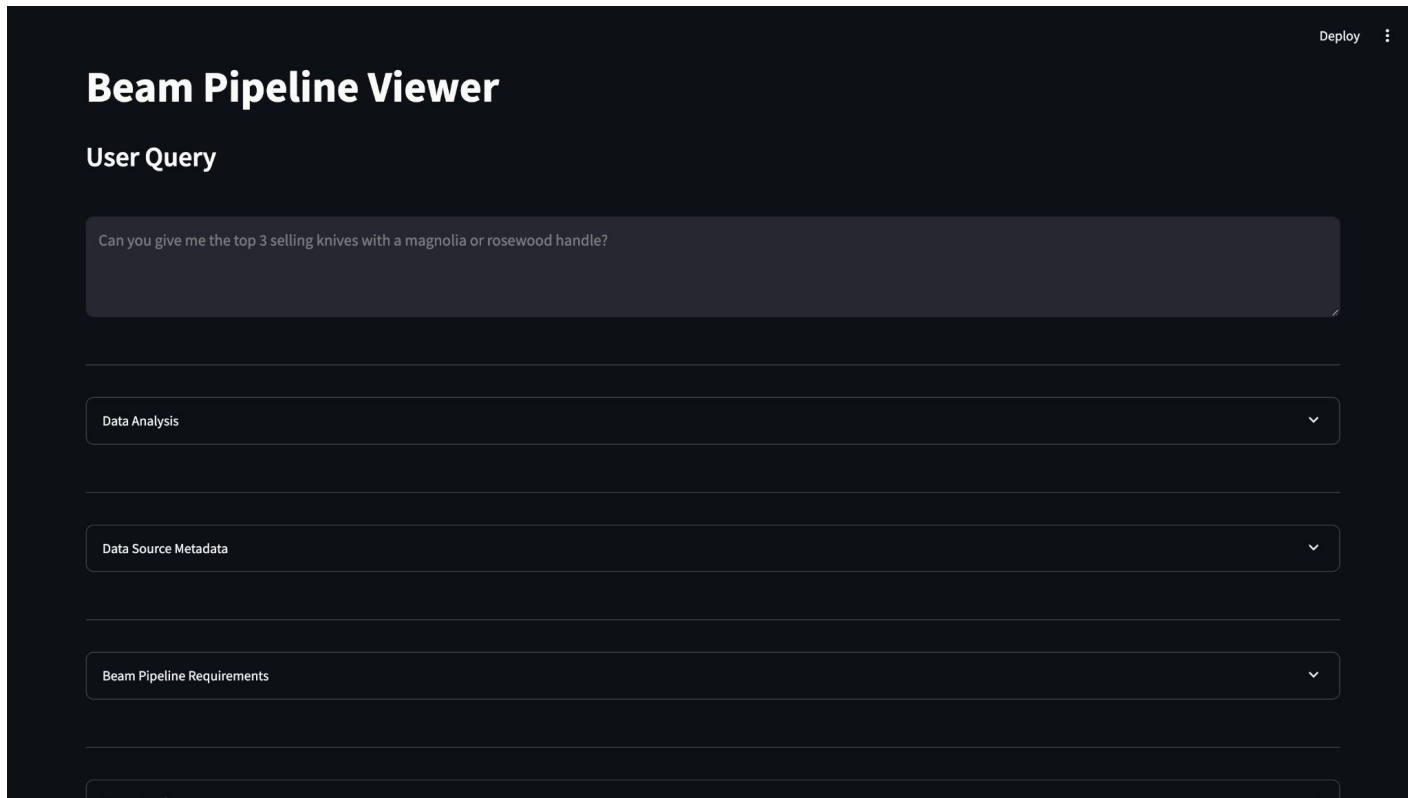 Deploy
Beam Pipeline Viewer
User Query
Can you give me the top 3 selling knives with a magnolia or rosewood handle?
Data Analysis
Data Source Metadata
Beam Pipeline Requirements